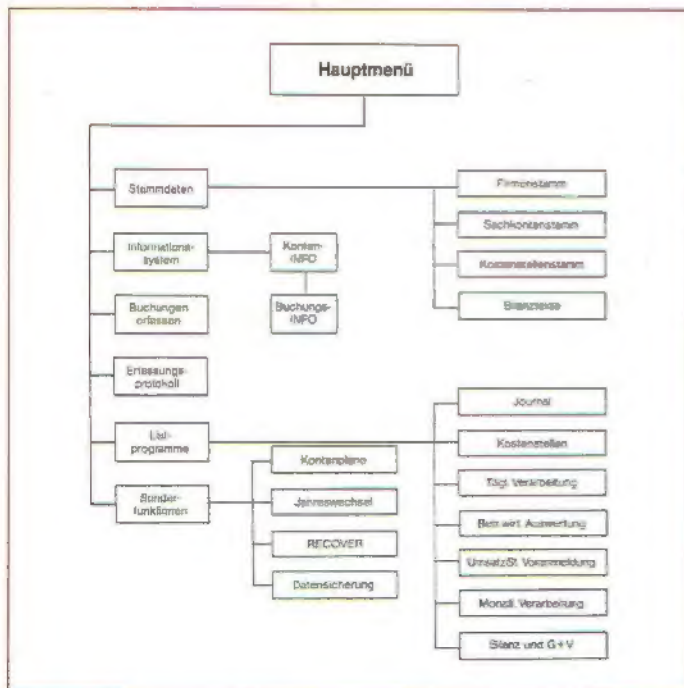 Hauptmenü
Stammdaten
Firmenstamm
Sachkontenstamm
Kostenstellenstamm
Bilanztexte
Informations-
system
Konten-
INFO
Buchungs-
INFO
Buchungen
erfassen
Erfassungs-
protokoll
List-
programme
Journal
Kostenstellen
Tägl. Verarbeitung
Betr.wirt. Auswertung
UmsatzSt. Voranmeldung
Monatl. Verarbeitung
Bilanz und G+V
Sonder-
funktionen
Kontenpläne
Jahreswechsel
RECOVER
Datensicherung